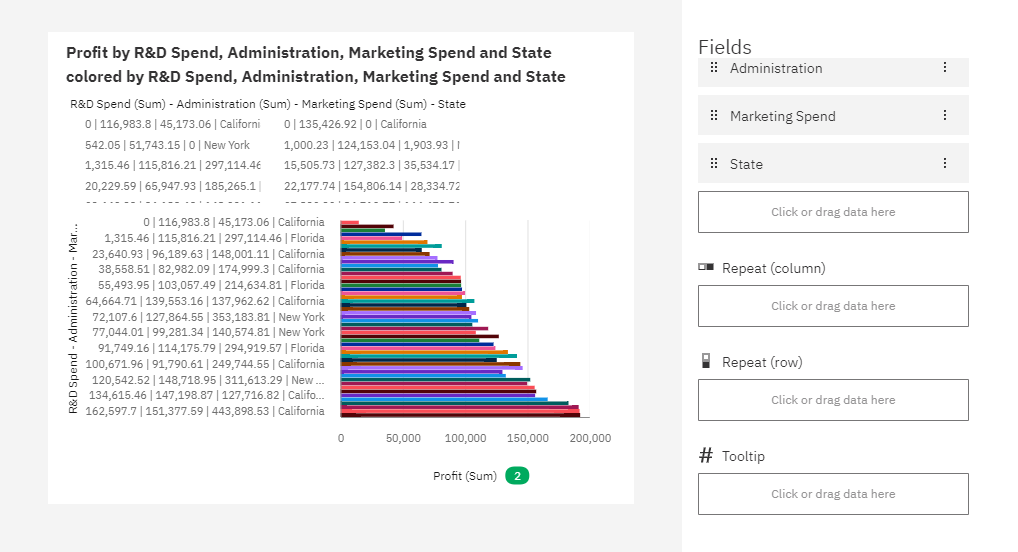 Profit by R&D Spend, Administration, Marketing Spend and State
colored by R&D Spend, Administration, Marketing Spend and State
R&D Spend (Sum) - Administration (Sum) - Marketing Spend (Sum) - State
0 | 116,983.8 | 45,173.06 | Californi
0 | 135,426.92 | 0 | California
542.05 | 51,743.15 | 0 | New York
1,000.23 | 124,153.04 | 1,903.93 |
1,315.46 | 115,816.21 | 297,114.46
15,505.73 | 127,382.3 | 35,534.17 |
20,229.59 | 65,947.93 | 185,265.1 |
22,177.74 | 154,806.14 | 28,334.72
R&D Spend - Administration - Mar...
0 | 116,983.8 | 45,173.06 | California
1,315.46 | 115,816.21 | 297,114.46 | Florida
23,640.93 | 96,189.63 | 148,001.11 | California
38,558.51 | 82,982.09 | 174,999.3 | California
55,493.95 | 103,057.49 | 214,634.81 | Florida
64,664.71 | 139,553.16 | 137,962.62 | California
72,107.6 | 127,864.55 | 353,183.81 | New York
77,044.01 | 99,281.34 | 140,574.81 | New York
91,749.16 | 114,175.79 | 294,919.57 | Florida
100,671.96 | 91,790.61 | 249,744.55 | California
120,542.52 | 148,718.95 | 311,613.29 | New ...
134,615.46 | 147,198.87 | 127,716.82 | Califo...
162,597.7 | 151,377.59 | 443,898.53 | California
0 50,000 100,000 150,000 200,000
Profit (Sum) 2
Fields
Administration
Marketing Spend
State
Click or drag data here
Repeat (column)
Click or drag data here
Repeat (row)
Click or drag data here
# Tooltip
Click or drag data here